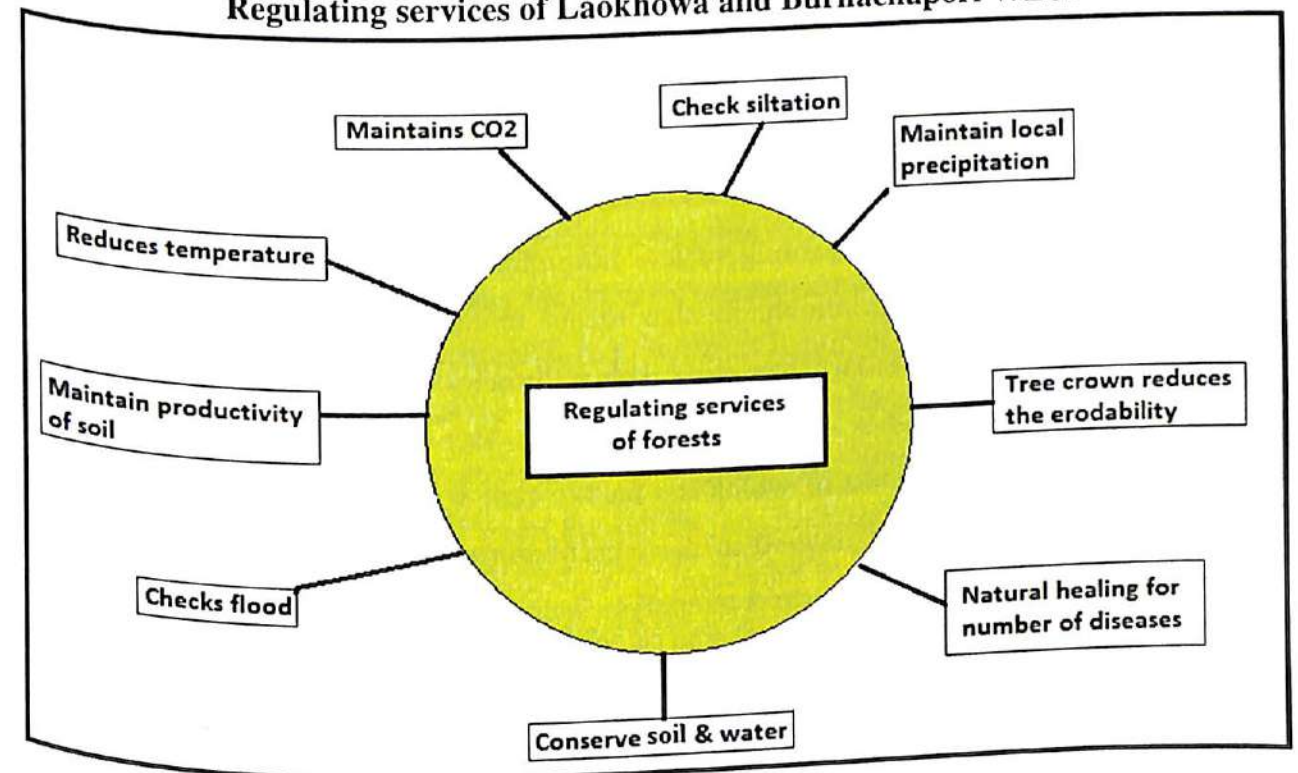 Regulating services of Laokhowa and
Check siltation
Maintains CO2
Maintain local
precipitation
Reduces temperature
Maintain productivity
of soil
Regulating services
of forests
Tree crown reduces
the erodability
Checks flood
Natural healing for
number of diseases
Conserve soil & water